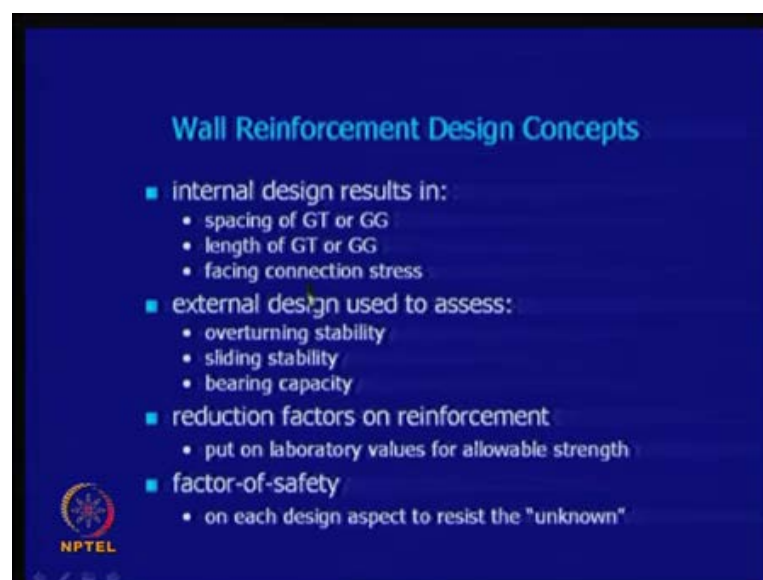 Wall Reinforcement Design Concepts
internal design results in:
• spacing of GT or GG
• length of GT or GG
• facing connection stress
external design used to assess:
• overturning stability
• sliding stability
• bearing capacity
reduction factors on reinforcement
• put on laboratory values for allowable strength
factor-of-safety
• on each design aspect to resist the "unknown"
NPTEL